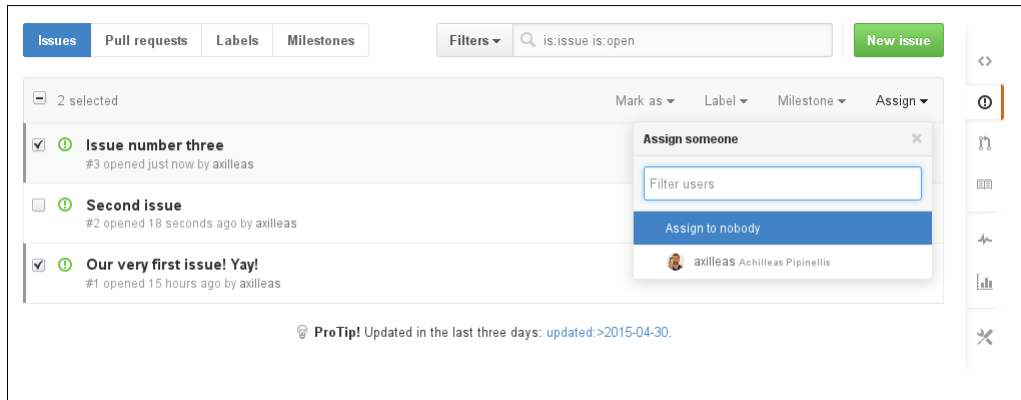 Issues Pull requests Labels Milestones Filters is:issue is:open New issue
2 selected Mark as Label Milestone Assign
Issue number three
#3 opened just now by axilleas
Second issue
#2 opened 18 seconds ago by axilleas
Our very first issue! Yay!
#1 opened 15 hours ago by axilleas
Assign someone
Filter users
Assign to nobody
axilleas Achilleas Pipinellis
ProTip! Updated in the last three days: updated:>2015-04-30.